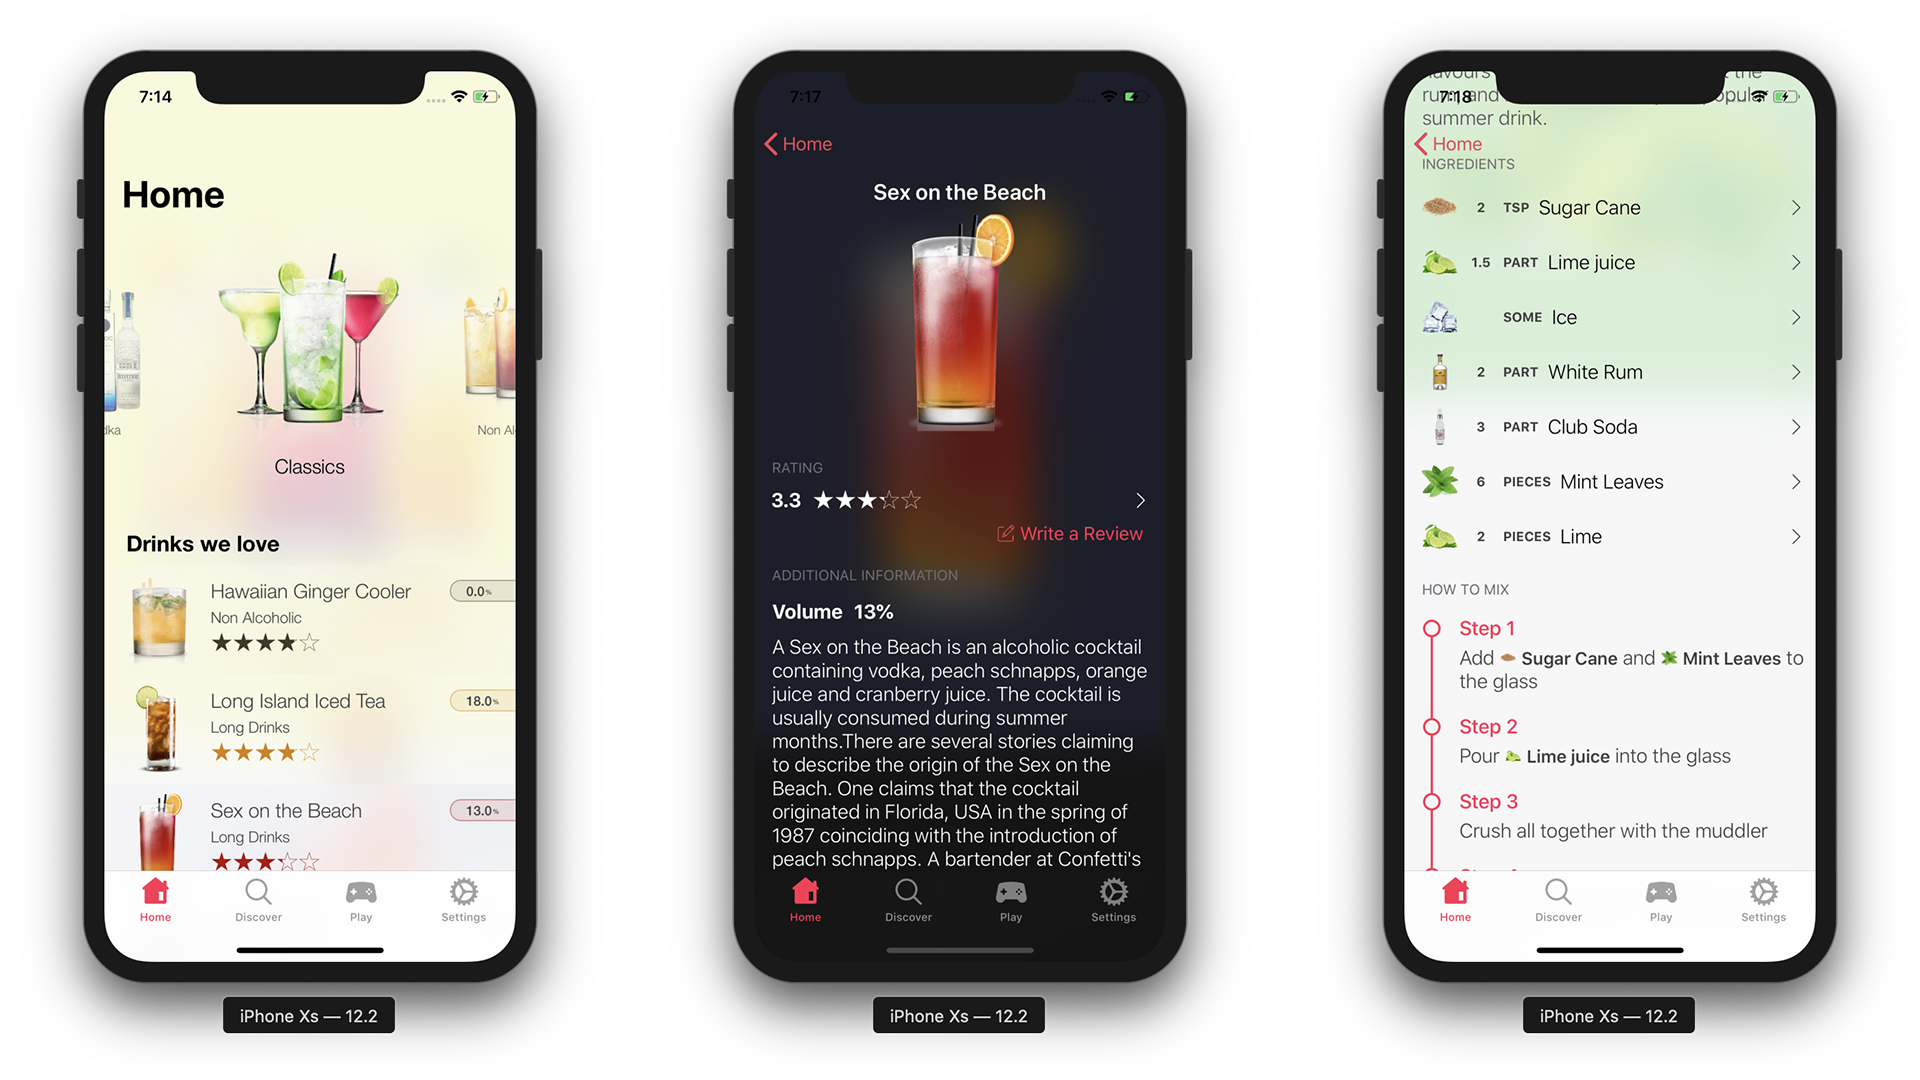 7:14
Home
dka
Non Al
Classics
Drinks we love
Hawaiian Ginger Cooler
0.0%
Non Alcoholic
Long Island Iced Tea
18.0%
Long Drinks
Sex on the Beach
13.0%
Long Drinks
Home Discover Play Settings
iPhone Xs — 12.2
7:17
Home
Sex on the Beach
RATING
3.3
Write a Review
ADDITIONAL INFORMATION
Volume 13%
A Sex on the Beach is an alcoholic cocktail
containing vodka, peach schnapps, orange
juice and cranberry juice. The cocktail is
usually consumed during summer
months.There are several stories claiming
to describe the origin of the Sex on the
Beach. One claims that the cocktail
originated in Florida, USA in the spring of
1987 coinciding with the introduction of
peach schnapps. A bartender at Confetti's
Home Discover Play Settings
iPhone Xs — 12.2
flavours the
7:18
and
summer drink.
Home
INGREDIENTS
2 TSP Sugar Cane
1.5 PART Lime juice
SOME Ice
2 PART White Rum
3 PART Club Soda
6 PIECES Mint Leaves
2 PIECES Lime
HOW TO MIX
Step 1
Add Sugar Cane and Mint Leaves to
the glass
Step 2
Pour Lime juice into the glass
Step 3
Crush all together with the muddler
Home Discover Play Settings
iPhone Xs — 12.2